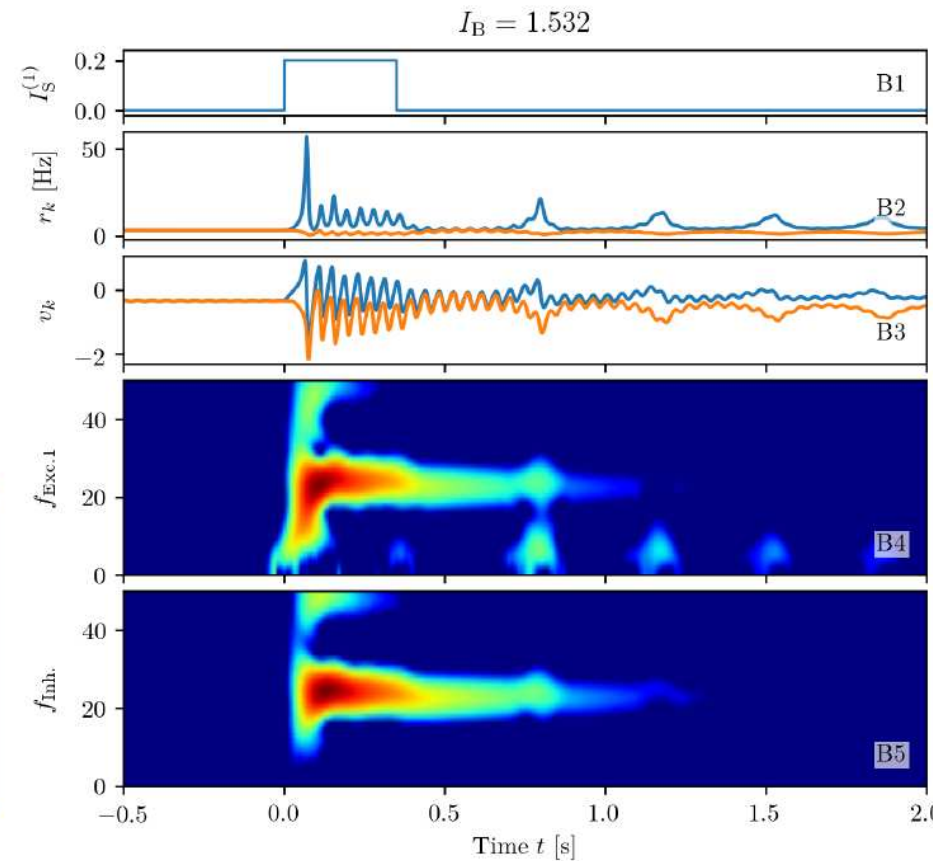 I_B = 1.532
I_S^(1)
0.2
0.0
B1
r_k [Hz]
50
0
B2
v_k
0
−2
B3
f_Exc.1
40
20
0
B4
f_Inh.
40
20
0
B5
−0.5 0.0 0.5 1.0 1.5
Time t [s]